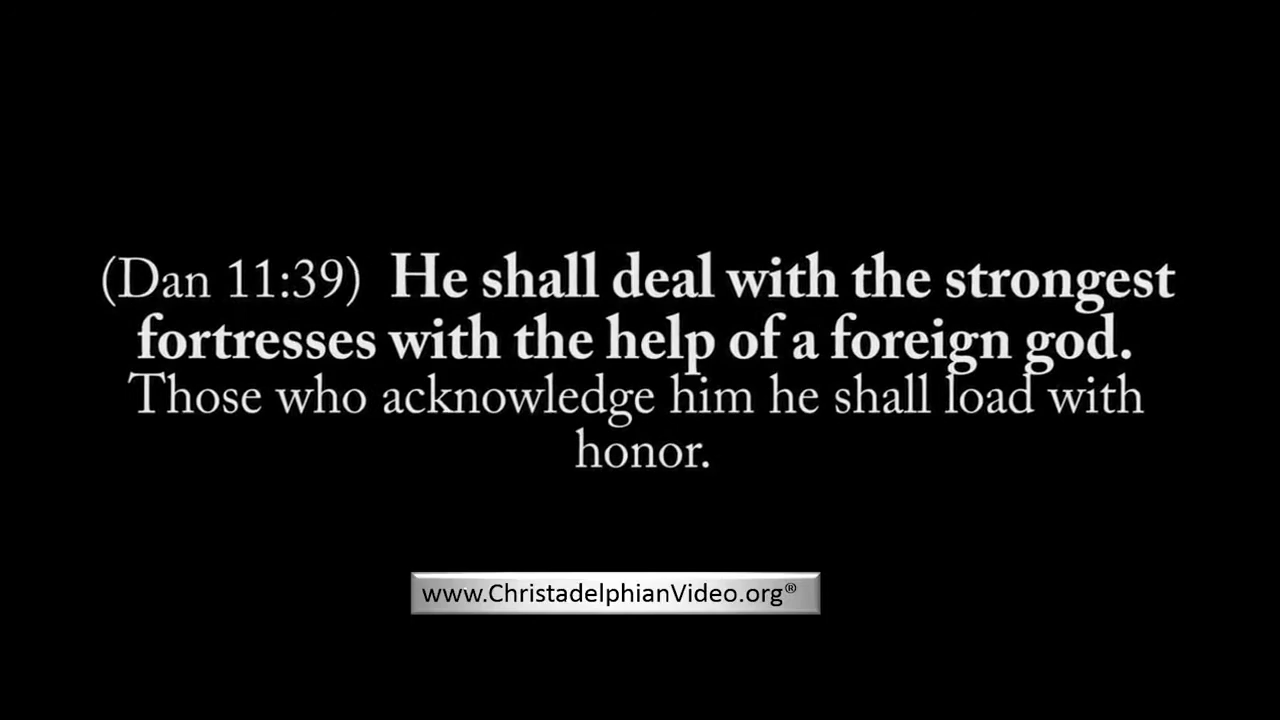 (Dan 11:39) He shall deal with the strongest
fortresses with the help of a foreign god.
Those who acknowledge him he shall load with
honor.
www.ChristadelphianVideo.org®